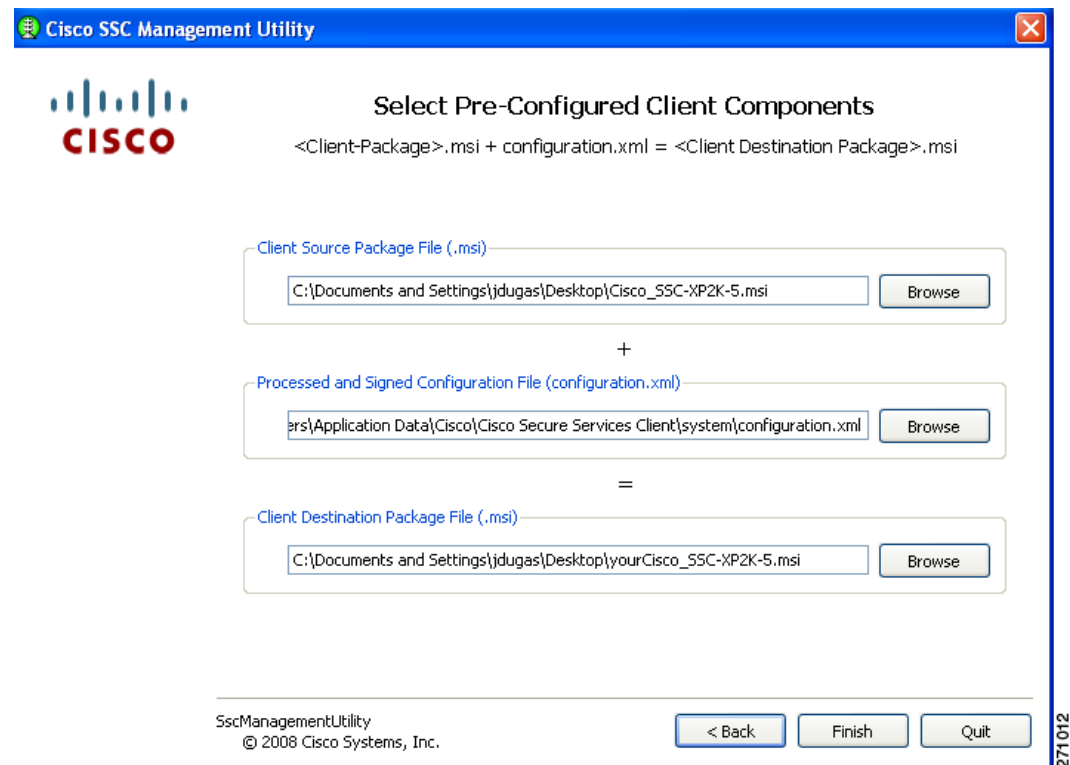 Cisco SSC Management Utility
CISCO
Select Pre-Configured Client Components
<Client-Package>.msi + configuration.xml = <Client Destination Package>.msi
Client Source Package File (.msi)
C:\Documents and Settings\jdugas\Desktop\Cisco_SSC-XP2K-5.msi
Browse
+
Processed and Signed Configuration File (configuration.xml)
ers\Application Data\Cisco\Cisco Secure Services Client\system\configuration.xml
Browse
=
Client Destination Package File (.msi)
C:\Documents and Settings\jdugas\Desktop\yourCisco_SSC-XP2K-5.msi
Browse
SscManagementUtility
© 2008 Cisco Systems, Inc.
< Back
Finish
Quit
271012